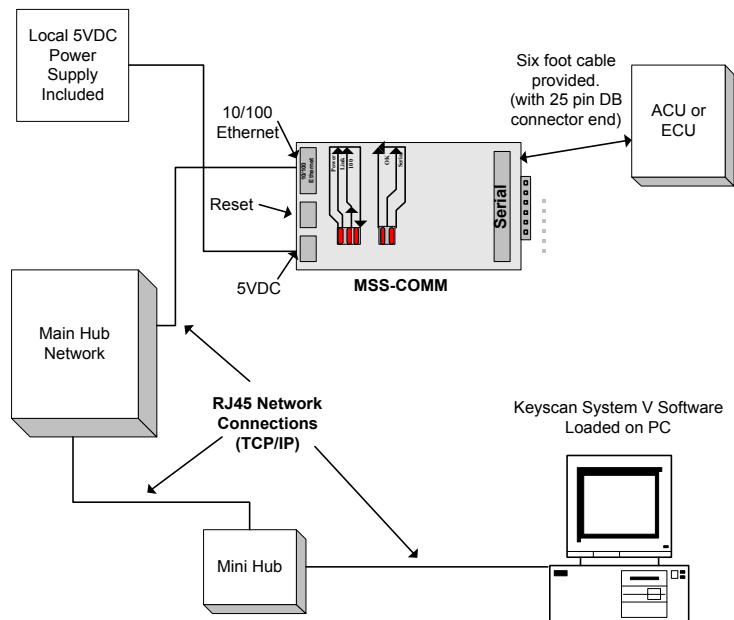 Local 5VDC
Power
Supply
Included
Six foot cable
provided.
(with 25 pin DB
connector end)
ACU or
ECU
10/100
Ethernet
10/100
Ethernet
Power
Link
100
OK
Serial
Serial
Reset
5VDC
MSS-COMM
Main Hub
Network
RJ45 Network
Connections
(TCP/IP)
Keyscan System V Software
Loaded on PC
Mini Hub